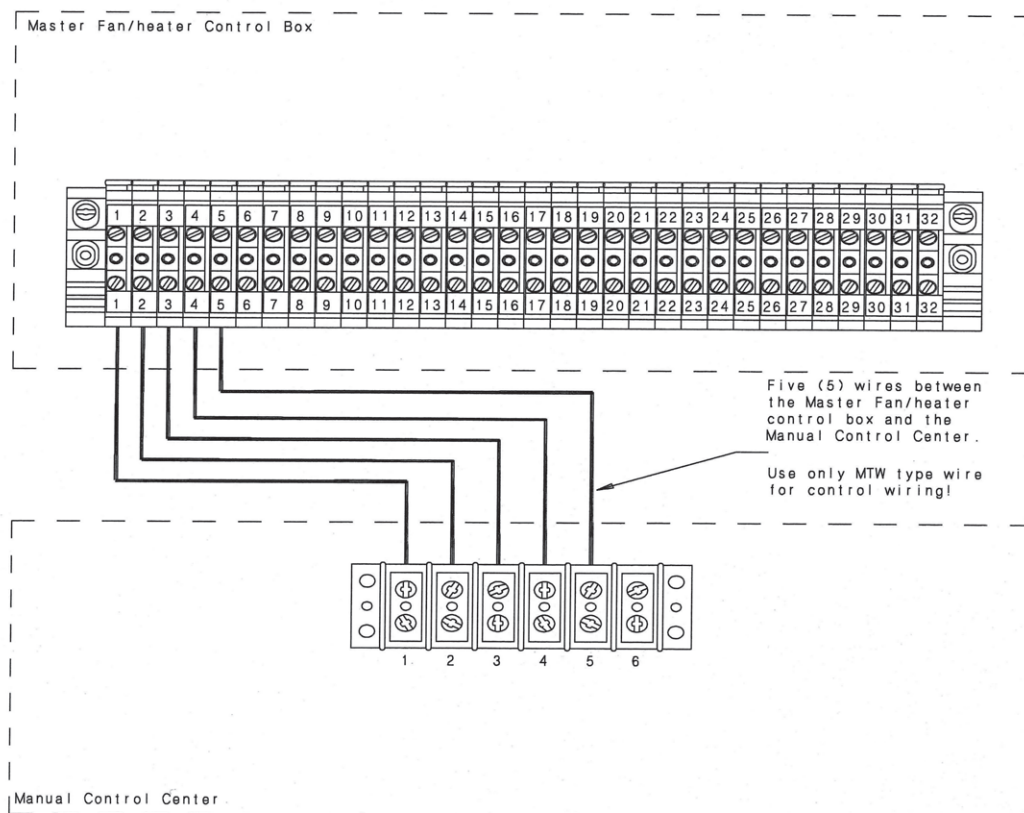 Master Fan/heater Control Box
1 2 3 4 5 6 7 8 9 10 11 12 13 14 15 16 17 18 19 20 21 22 23 24 25 26 27 28 29 30 31 32
1 2 3 4 5 6 7 8 9 10 11 12 13 14 15 16 17 18 19 20 21 22 23 24 25 26 27 28 29 30 31 32
Five (5) wires between
the Master Fan/heater
control box and the
Manual Control Center.
Use only MTW type wire
for control wiring!
1 2 3 4 5 6
Manual Control Center